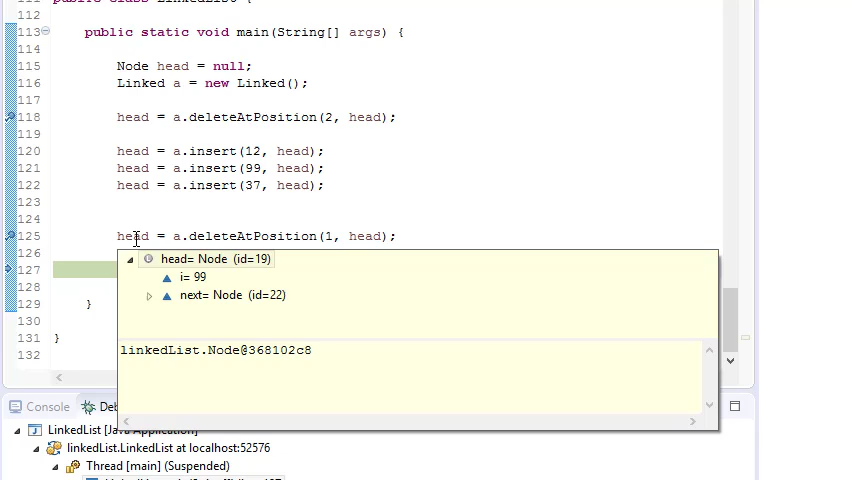 111 public class LinkedList {
112
113 public static void main(String[] args) {
114
115 Node head = null;
116 Linked a = new Linked();
117
118 head = a.deleteAtPosition(2, head);
119
120 head = a.insert(12, head);
121 head = a.insert(99, head);
122 head = a.insert(37, head);
123
124
125 head = a.deleteAtPosition(1, head);
126
head= Node (id=19)
127
i= 99
128
next= Node (id=22)
129 }
130
131 }
linkedList.Node@368102c8
132
Console
LinkedList [Java Application]
linkedList.LinkedList at localhost:52576
Thread [main] (Suspended)